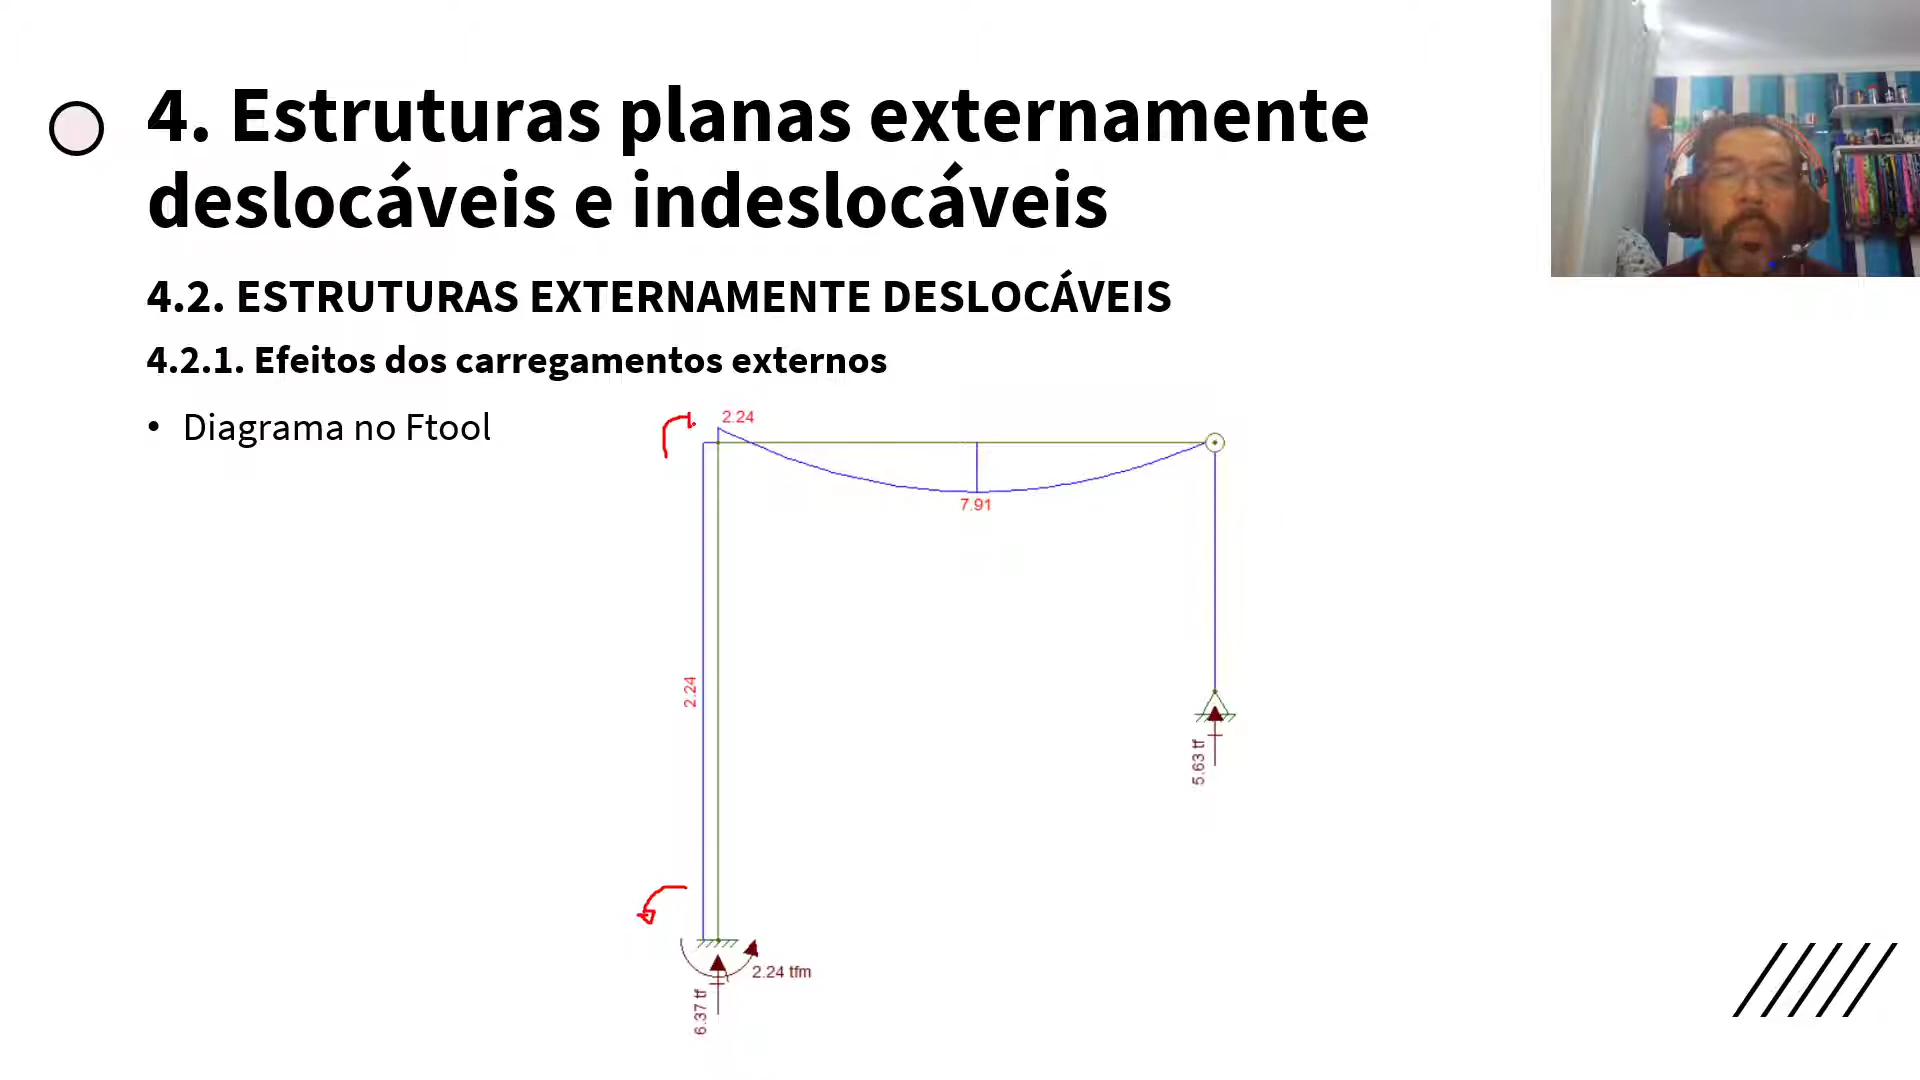 4. Estruturas planas externamente
deslocáveis e indeslocáveis
4.2. ESTRUTURAS EXTERNAMENTE DESLOCÁVEIS
4.2.1. Efeitos dos carregamentos externos
• Diagrama no Ftool
2.24
7.91
2.24
5.63 tf
2.24 tfm
6.37 tf